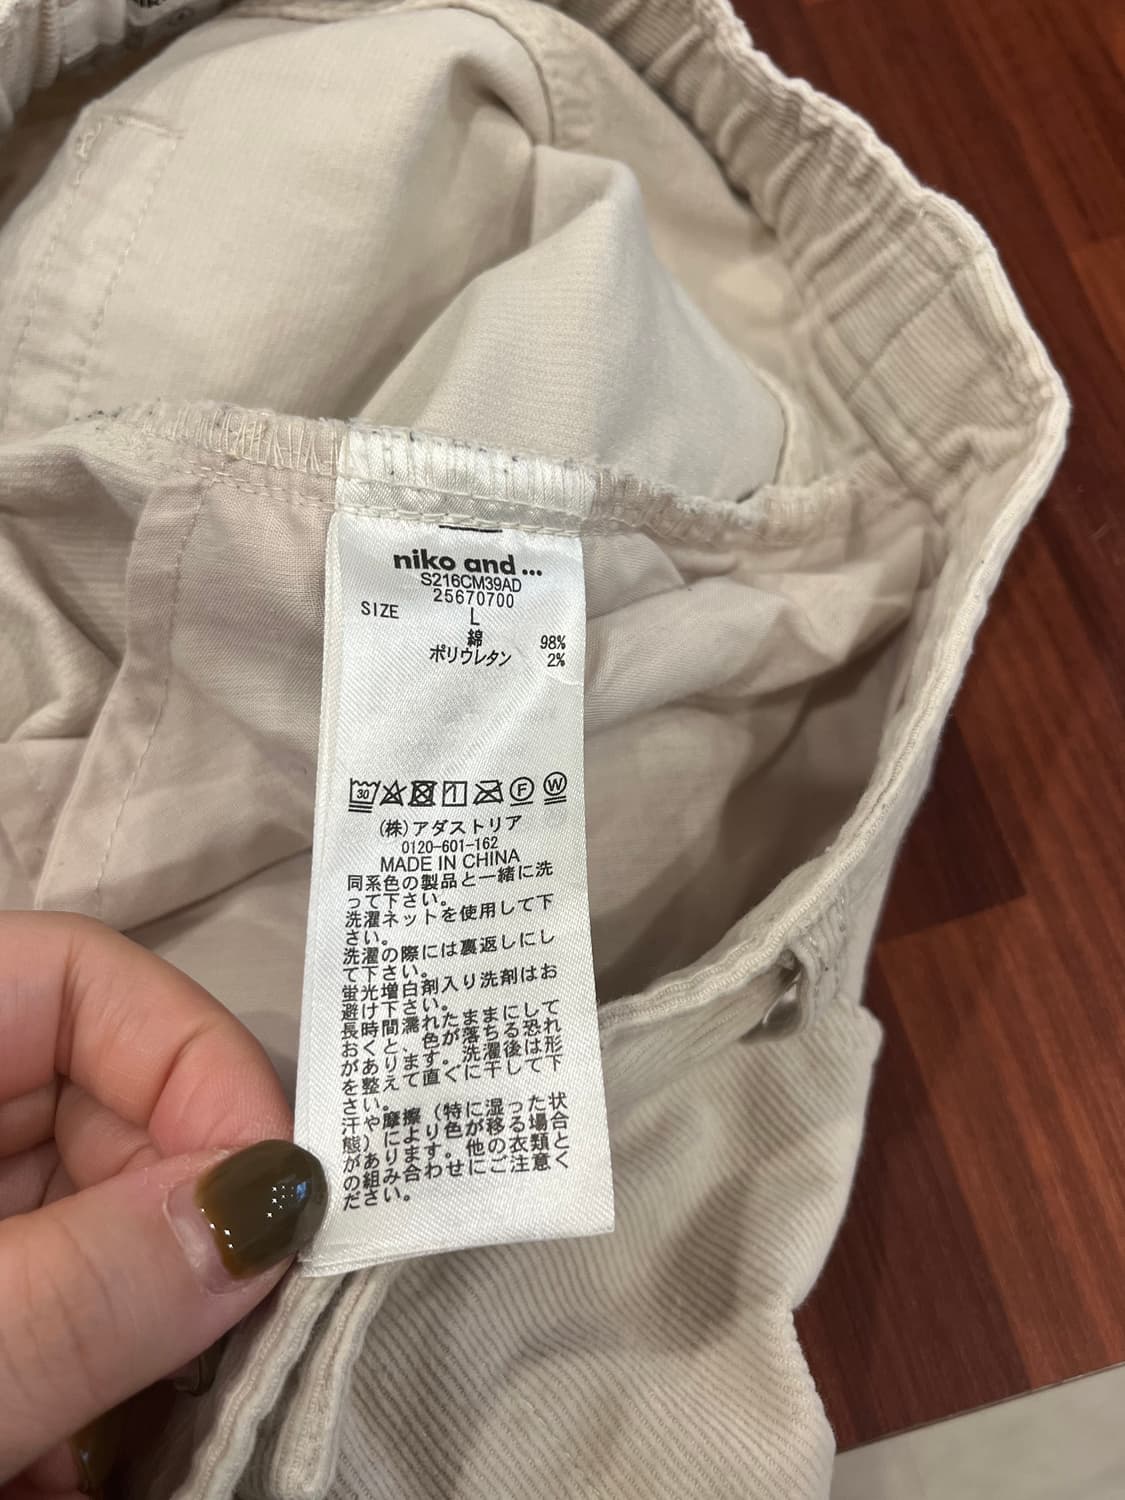 niko and ...
S216CM39AD
25670700
SIZE L
綿 98%
ポリウレタン 2%
30 F W
(株)アダストリア
0120-601-162
MADE IN CHINA
同系色の製品と一緒に洗
って下さい。
洗濯ネットを使用して下
さい。
洗濯の際には裏返しにし
て下さい。
蛍光増白剤入り洗剤はお
避け下さい。
長時間濡れたままにして
おくと、色が落ちる恐れ
があります。洗濯後は形
を整えて直ぐに干して下
さい。
汗や摩擦（特に湿った状
態）により色が移る場合
があります。他の衣類と
の組み合わせにご注意く
ださい。